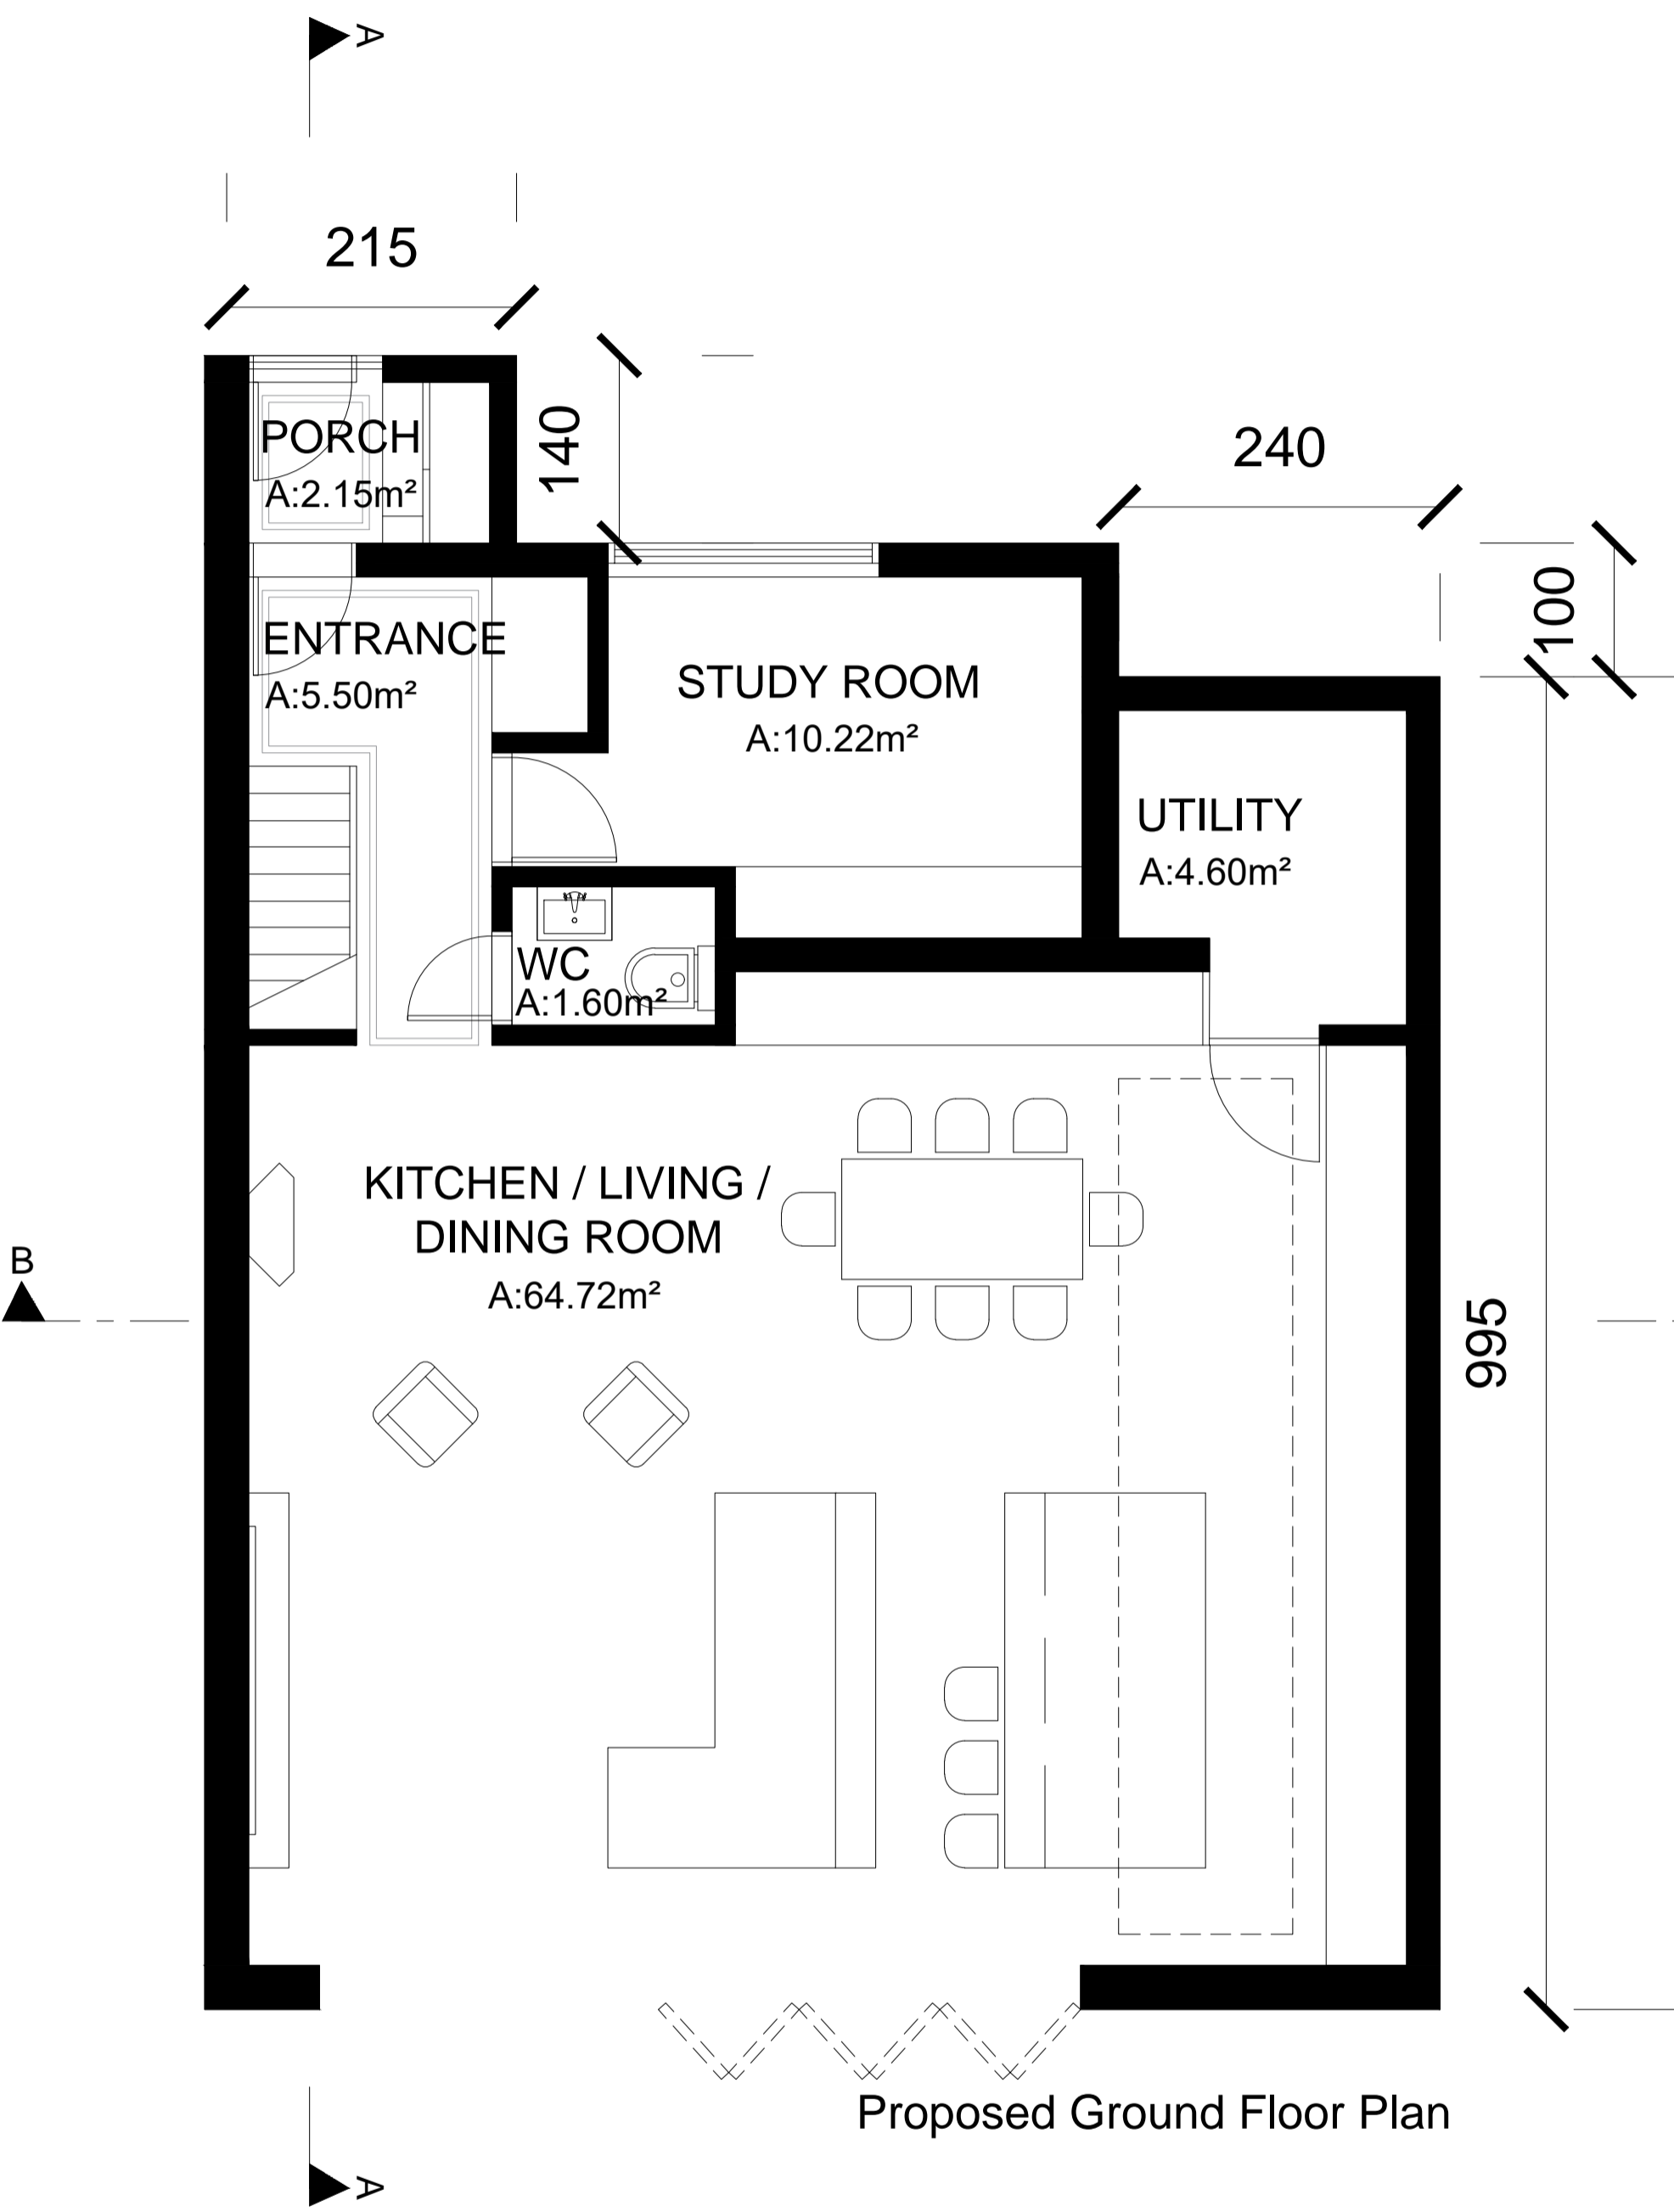 A
215
140
240
100
PORCH
A:2.15m²
ENTRANCE
A:5.50m²
STUDY ROOM
A:10.22m²
UTILITY
A:4.60m²
WC
A:1.60m²
KITCHEN / LIVING /
DINING ROOM
A:64.72m²
B
995
Proposed Ground Floor Plan
A